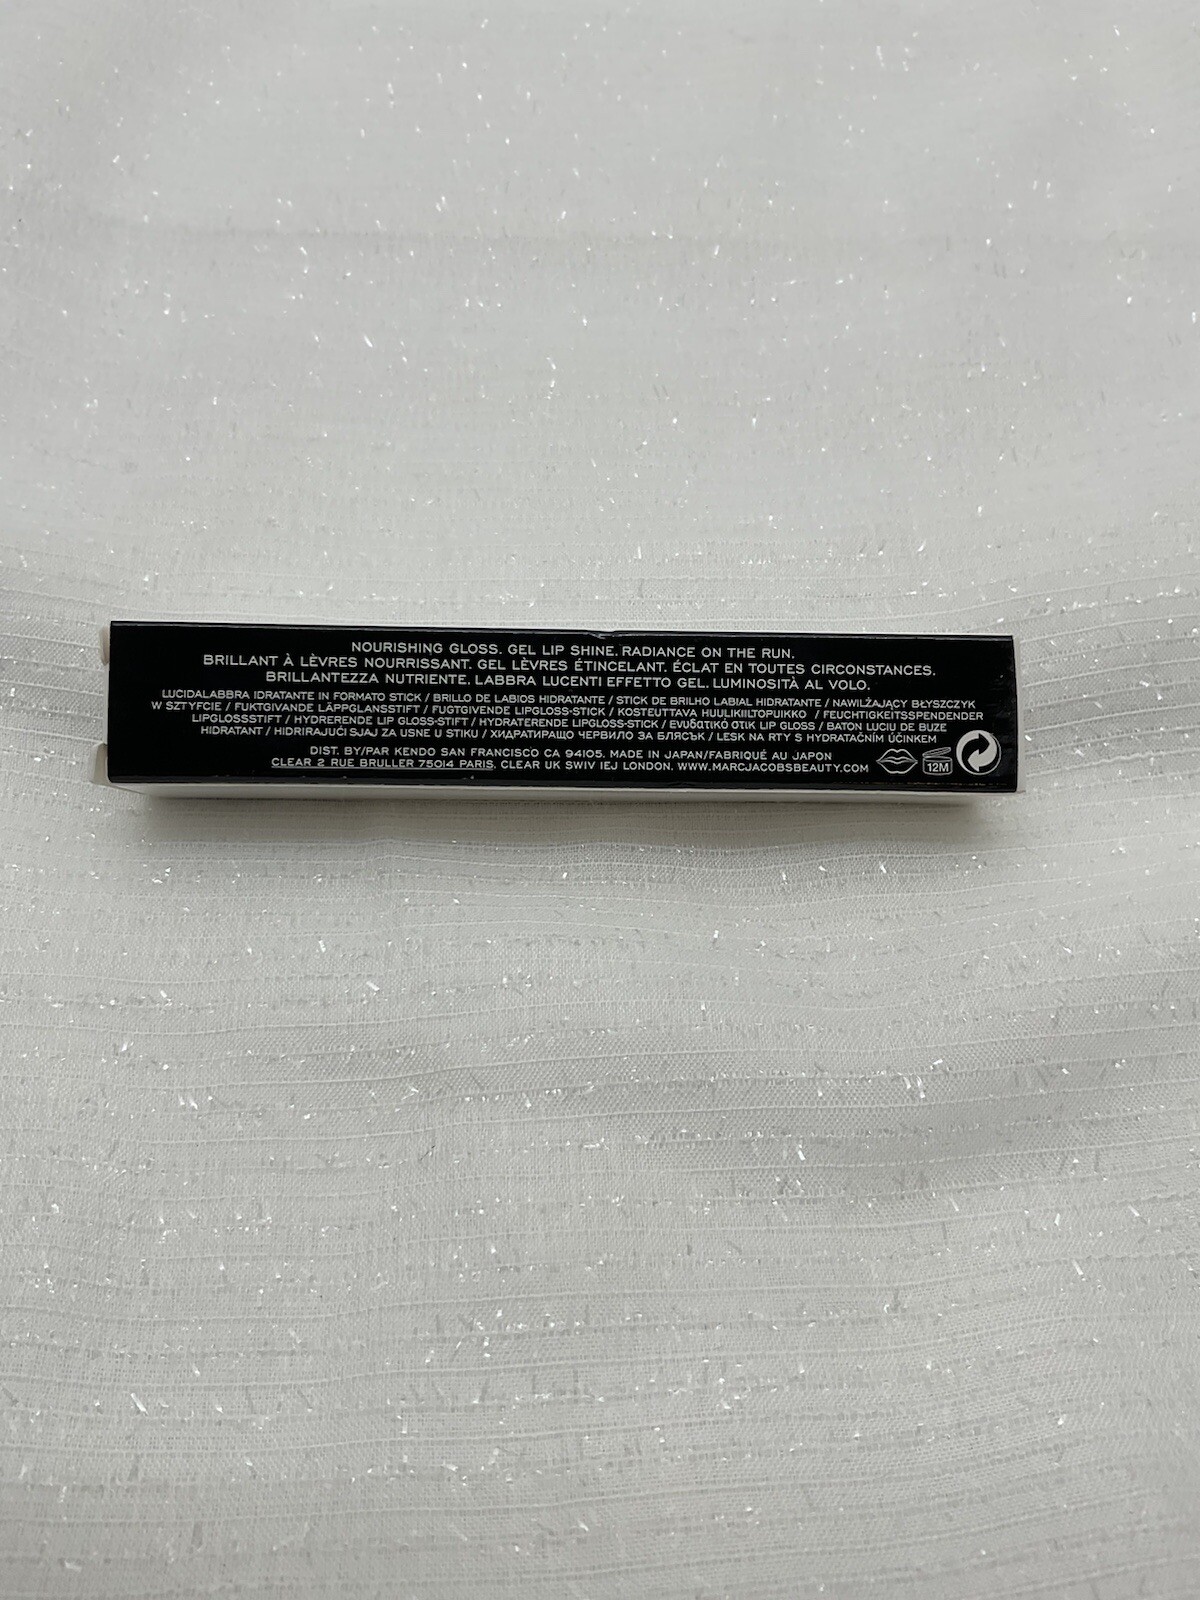 NOURISHING GLOSS. GEL LIP SHINE. RADIANCE ON THE RUN.
BRILLANT À LÈVRES NOURRISSANT. GEL LÈVRES ÉTINCELANT. ÉCLAT EN TOUTES CIRCONSTANCES.
BRILLANTEZZA NUTRIENTE. LABBRA LUCENTI EFFETTO GEL. LUMINOSITÀ AL VOLO.
LUCIDALABBRA IDRATANTE IN FORMATO STICK / BRILLO DE LABIOS HIDRATANTE / STICK DE BRILHO LABIAL HIDRATANTE / NAWILŻAJĄCY BŁYSZCZYK
W SZTYFCIE / FUKTGIVANDE LÄPPGLANSSTIFT / FUGTGIVENDE LIPGLOSS-STICK / KOSTEUTTAVA HUULIKIILTOPUIKKO / FEUCHTIGKEITSSPENDENDER
LIPGLOSSSTIFT / HYDRERENDE LIP GLOSS-STIFT / HYDRATERENDE LIPGLOSS-STICK / Ενυδατικό στικ LIP GLOSS / BATON LUCIU DE BUZE
HIDRATANT / HIDRIRAJUĆI SJAJ ZA USNE U STIKU / ХИДРАТИРАЩО ЧЕРВИЛО ЗА БЛЯСЪК / LESK NA RTY S HYDRATAČNÍM ÚČINKEM
DIST. BY/PAR KENDO SAN FRANCISCO CA 94105. MADE IN JAPAN/FABRIQUÉ AU JAPON
CLEAR 2 RUE BRULLER 75014 PARIS. CLEAR UK SW1V 1EJ LONDON. WWW.MARCJACOBSBEAUTY.COM
12M